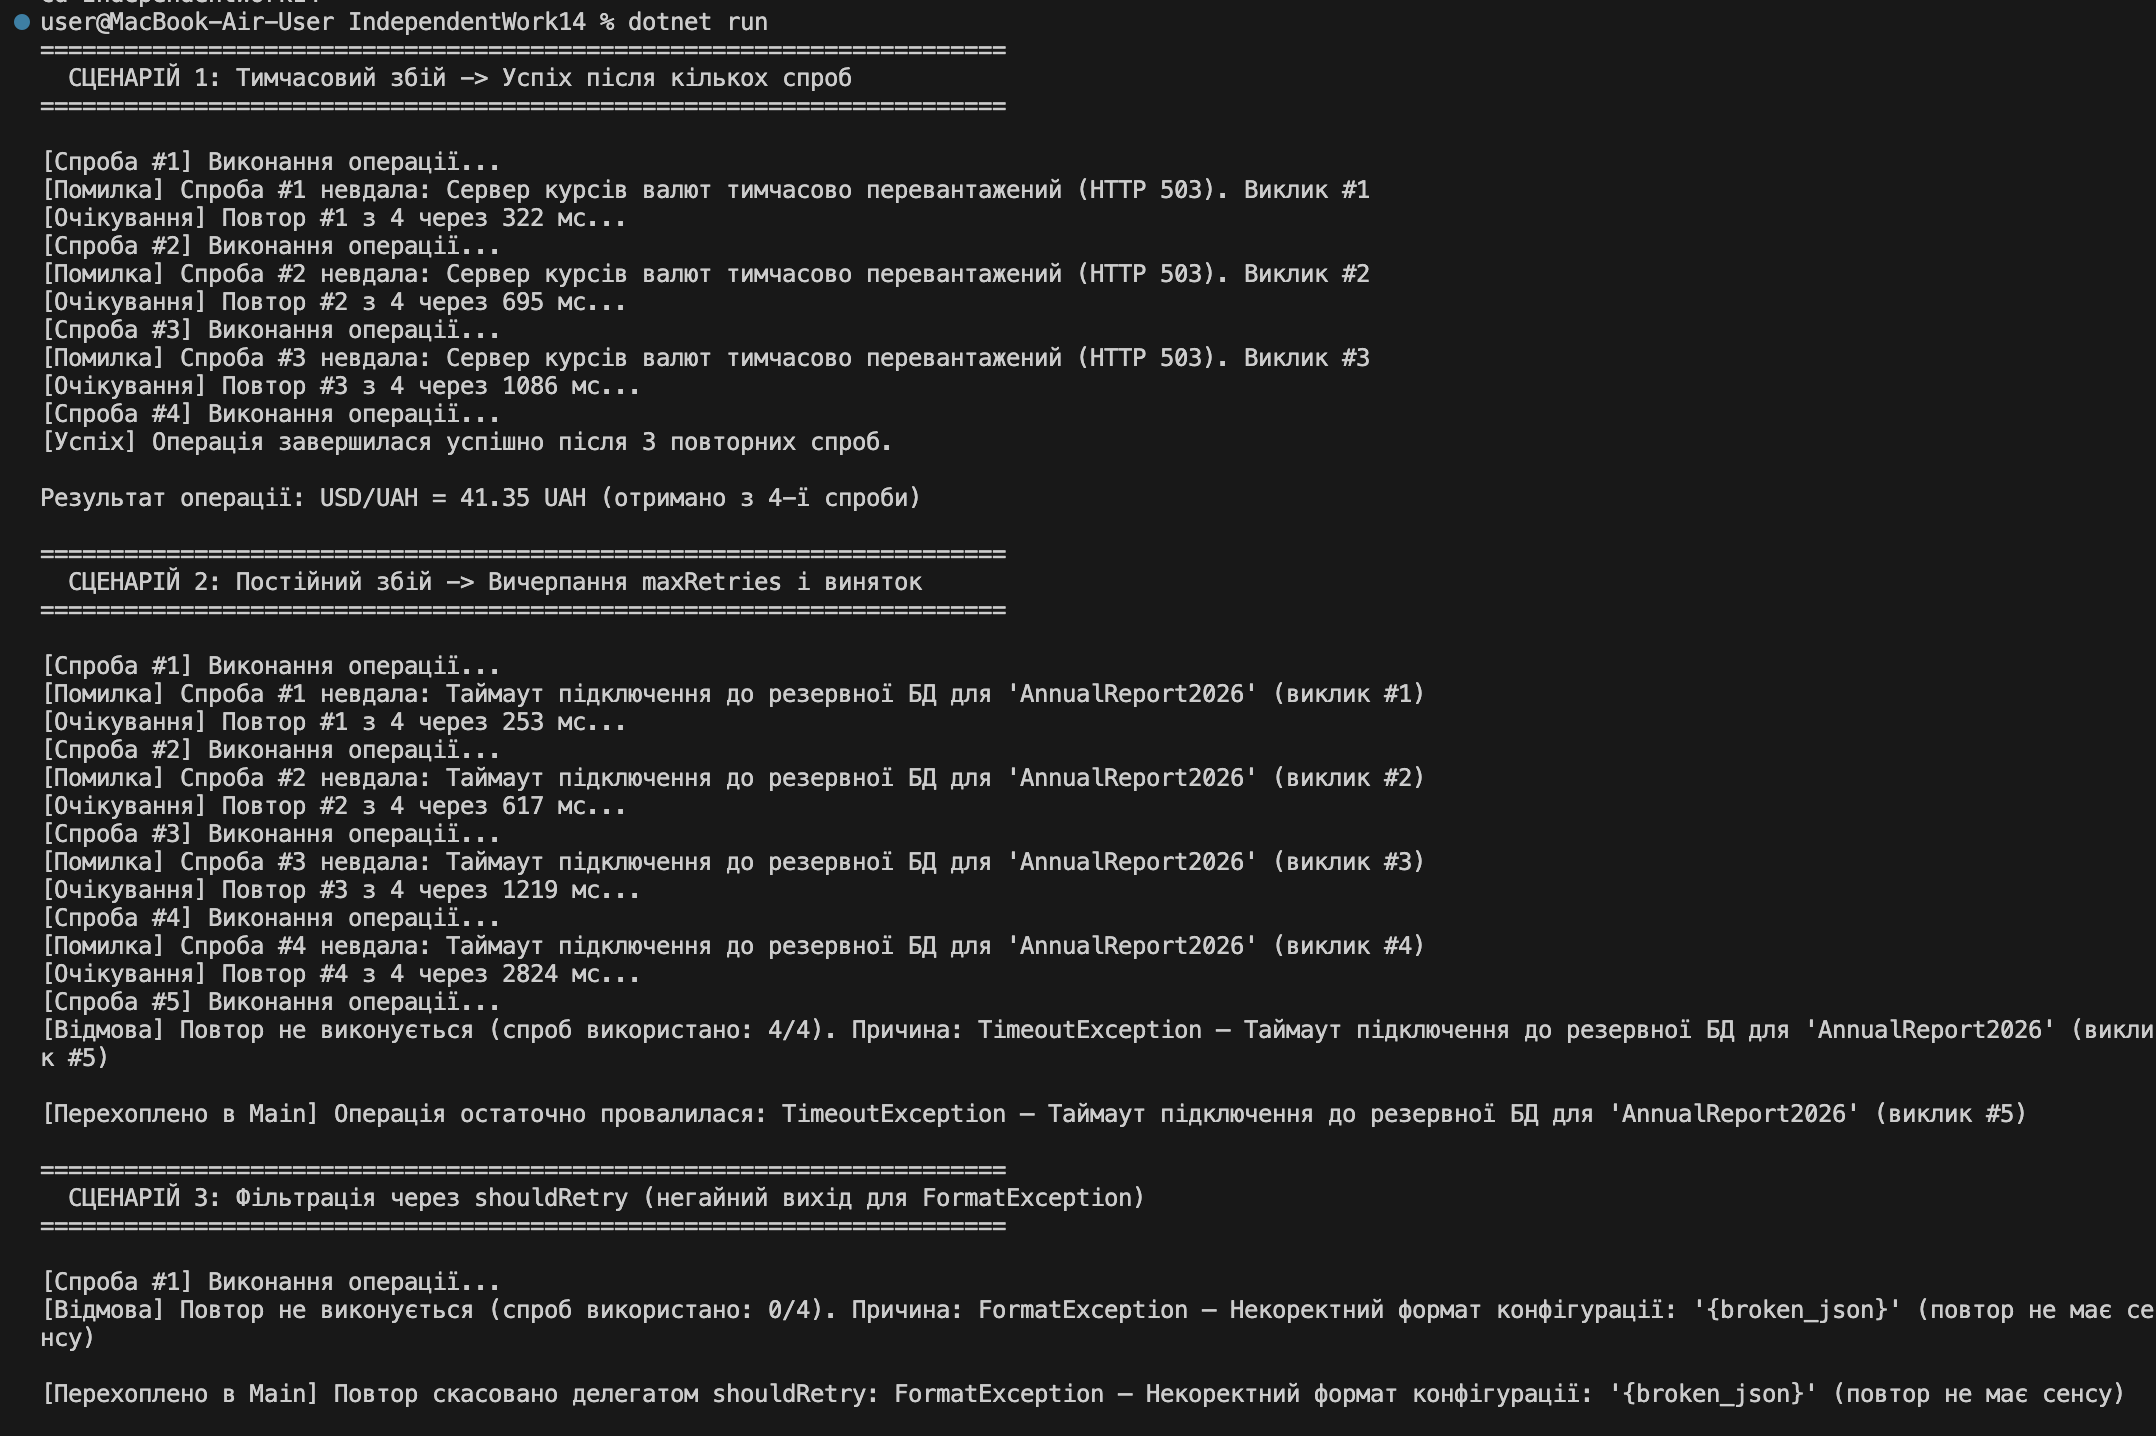 user@MacBook-Air-User IndependentWork14 % dotnet run
=====================================================================
СЦЕНАРІЙ 1: Тимчасовий збій -> Успіх після кількох спроб
=====================================================================
[Спроба #1] Виконання операції...
[Помилка] Спроба #1 невдала: Сервер курсів валют тимчасово перевантажений (HTTP 503). Виклик #1
[Очікування] Повтор #1 з 4 через 322 мс...
[Спроба #2] Виконання операції...
[Помилка] Спроба #2 невдала: Сервер курсів валют тимчасово перевантажений (HTTP 503). Виклик #2
[Очікування] Повтор #2 з 4 через 695 мс...
[Спроба #3] Виконання операції...
[Помилка] Спроба #3 невдала: Сервер курсів валют тимчасово перевантажений (HTTP 503). Виклик #3
[Очікування] Повтор #3 з 4 через 1086 мс...
[Спроба #4] Виконання операції...
[Успіх] Операція завершилася успішно після 3 повторних спроб.
Результат операції: USD/UAH = 41.35 UAH (отримано з 4-ї спроби)
=====================================================================
СЦЕНАРІЙ 2: Постійний збій -> Вичерпання maxRetries і виняток
=====================================================================
[Спроба #1] Виконання операції...
[Помилка] Спроба #1 невдала: Таймаут підключення до резервної БД для 'AnnualReport2026' (виклик #1)
[Очікування] Повтор #1 з 4 через 253 мс...
[Спроба #2] Виконання операції...
[Помилка] Спроба #2 невдала: Таймаут підключення до резервної БД для 'AnnualReport2026' (виклик #2)
[Очікування] Повтор #2 з 4 через 617 мс...
[Спроба #3] Виконання операції...
[Помилка] Спроба #3 невдала: Таймаут підключення до резервної БД для 'AnnualReport2026' (виклик #3)
[Очікування] Повтор #3 з 4 через 1219 мс...
[Спроба #4] Виконання операції...
[Помилка] Спроба #4 невдала: Таймаут підключення до резервної БД для 'AnnualReport2026' (виклик #4)
[Очікування] Повтор #4 з 4 через 2824 мс...
[Спроба #5] Виконання операції...
[Відмова] Повтор не виконується (спроб використано: 4/4). Причина: TimeoutException — Таймаут підключення до резервної БД для 'AnnualReport2026' (викли
к #5)
[Перехоплено в Main] Операція остаточно провалилася: TimeoutException — Таймаут підключення до резервної БД для 'AnnualReport2026' (виклик #5)
=====================================================================
СЦЕНАРІЙ 3: Фільтрація через shouldRetry (негайний вихід для FormatException)
=====================================================================
[Спроба #1] Виконання операції...
[Відмова] Повтор не виконується (спроб використано: 0/4). Причина: FormatException — Некоректний формат конфігурації: '{broken_json}' (повтор не має се
нсу)
[Перехоплено в Main] Повтор скасовано делегатом shouldRetry: FormatException — Некоректний формат конфігурації: '{broken_json}' (повтор не має сенсу)